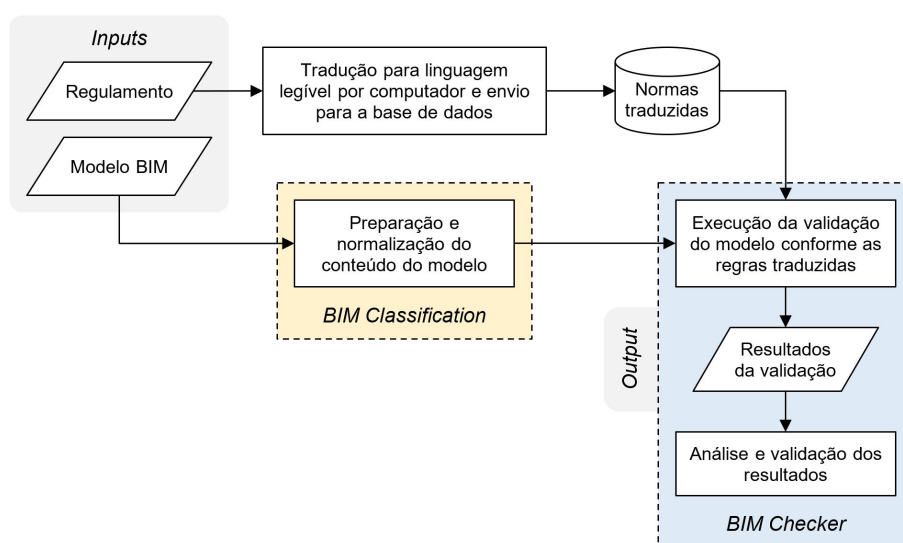 Inputs
Regulamento
Modelo BIM
Tradução para linguagem
legível por computador e envio
para a base de dados
Normas
traduzidas
Preparação e
normalização do
conteúdo do modelo
BIM Classification
Execução da validação
do modelo conforme as
regras traduzidas
Output
Resultados
da validação
Análise e validação dos
resultados
BIM Checker